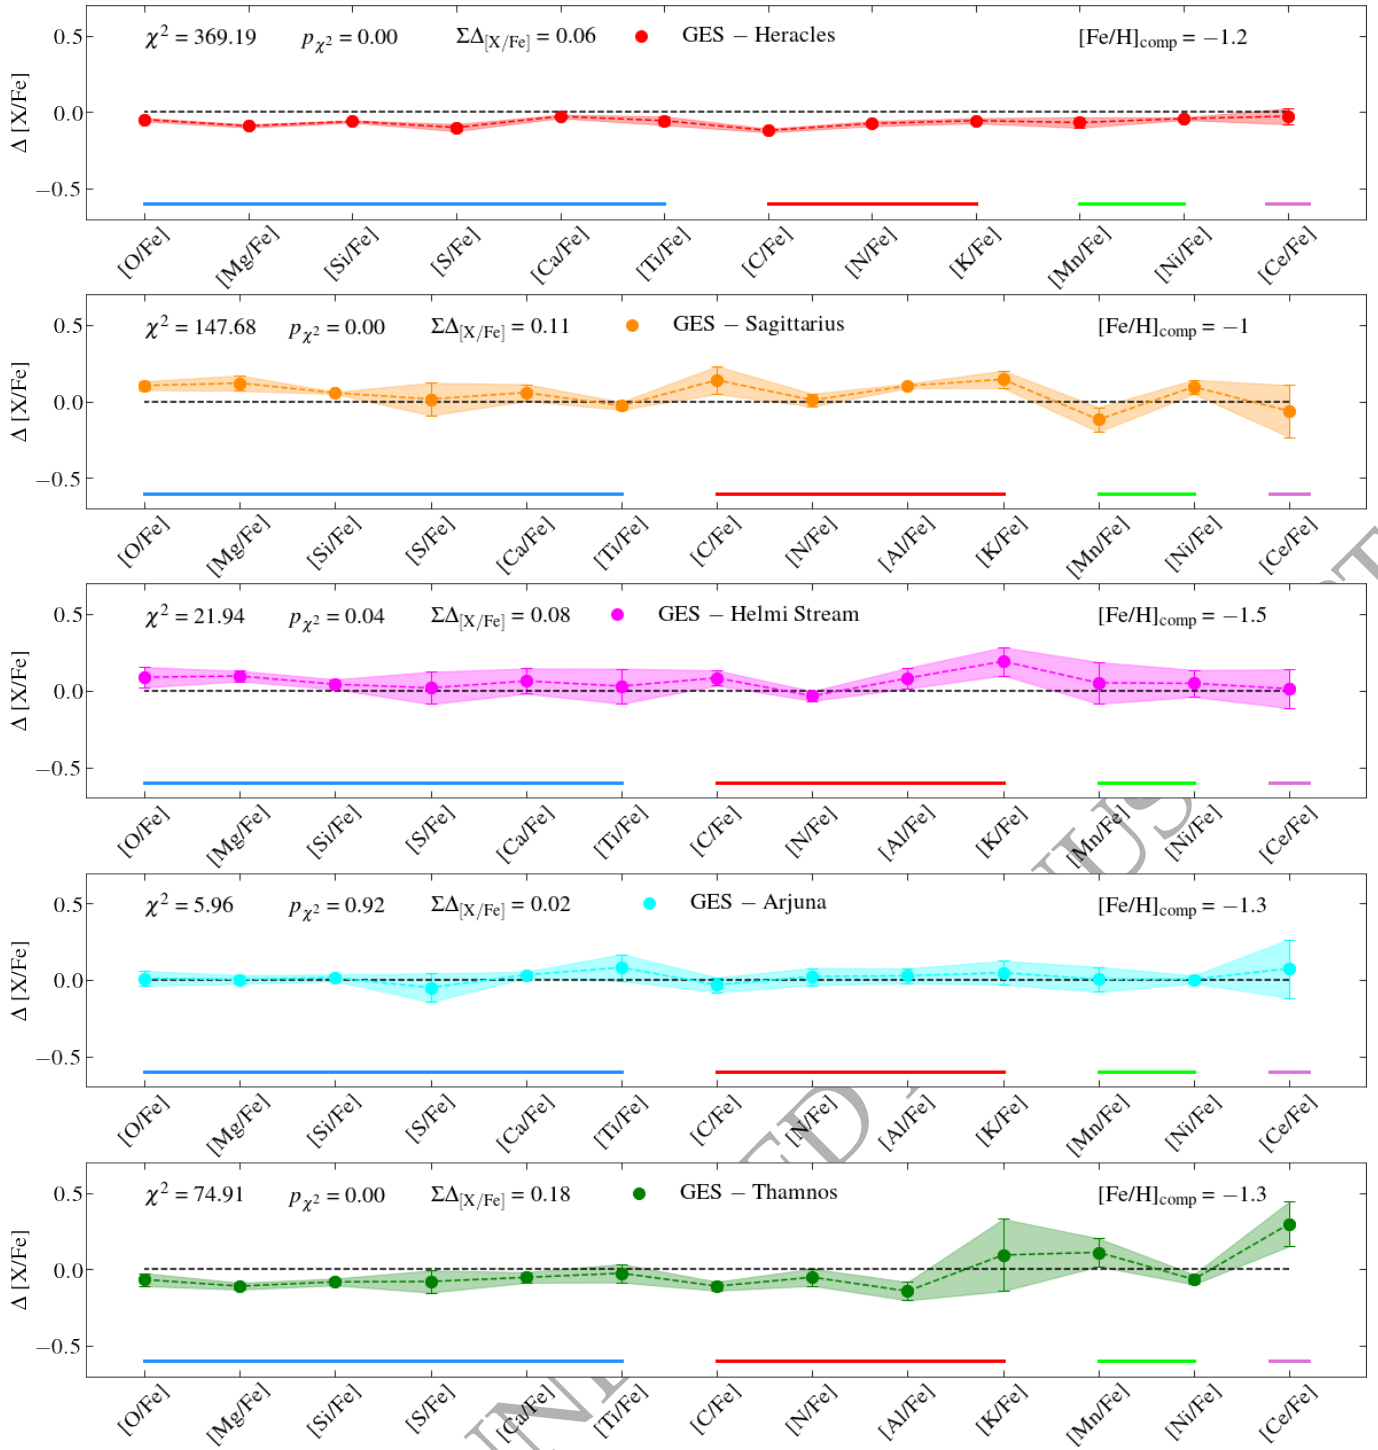 χ² = 369.19 p_χ² = 0.00 ΣΔ[X/Fe] = 0.06 GES − Heracles [Fe/H]comp = −1.2
0.5
0.0
−0.5
Δ [X/Fe]
[O/Fe] [Mg/Fe] [Si/Fe] [S/Fe] [Ca/Fe] [Ti/Fe] [C/Fe] [N/Fe] [K/Fe] [Mn/Fe] [Ni/Fe] [Ce/Fe]
χ² = 147.68 p_χ² = 0.00 ΣΔ[X/Fe] = 0.11 GES − Sagittarius [Fe/H]comp = −1
0.5
0.0
−0.5
Δ [X/Fe]
[O/Fe] [Mg/Fe] [Si/Fe] [S/Fe] [Ca/Fe] [Ti/Fe] [C/Fe] [N/Fe] [Al/Fe] [K/Fe] [Mn/Fe] [Ni/Fe] [Ce/Fe]
χ² = 21.94 p_χ² = 0.04 ΣΔ[X/Fe] = 0.08 GES − Helmi Stream [Fe/H]comp = −1.5
0.5
0.0
−0.5
Δ [X/Fe]
[O/Fe] [Mg/Fe] [Si/Fe] [S/Fe] [Ca/Fe] [Ti/Fe] [C/Fe] [N/Fe] [Al/Fe] [K/Fe] [Mn/Fe] [Ni/Fe] [Ce/Fe]
χ² = 5.96 p_χ² = 0.92 ΣΔ[X/Fe] = 0.02 GES − Arjuna [Fe/H]comp = −1.3
0.5
0.0
−0.5
Δ [X/Fe]
[O/Fe] [Mg/Fe] [Si/Fe] [S/Fe] [Ca/Fe] [Ti/Fe] [C/Fe] [N/Fe] [Al/Fe] [K/Fe] [Mn/Fe] [Ni/Fe] [Ce/Fe]
χ² = 74.91 p_χ² = 0.00 ΣΔ[X/Fe] = 0.18 GES − Thamnos [Fe/H]comp = −1.3
0.5
0.0
−0.5
Δ [X/Fe]
[O/Fe] [Mg/Fe] [Si/Fe] [S/Fe] [Ca/Fe] [Ti/Fe] [C/Fe] [N/Fe] [Al/Fe] [K/Fe] [Mn/Fe] [Ni/Fe] [Ce/Fe]